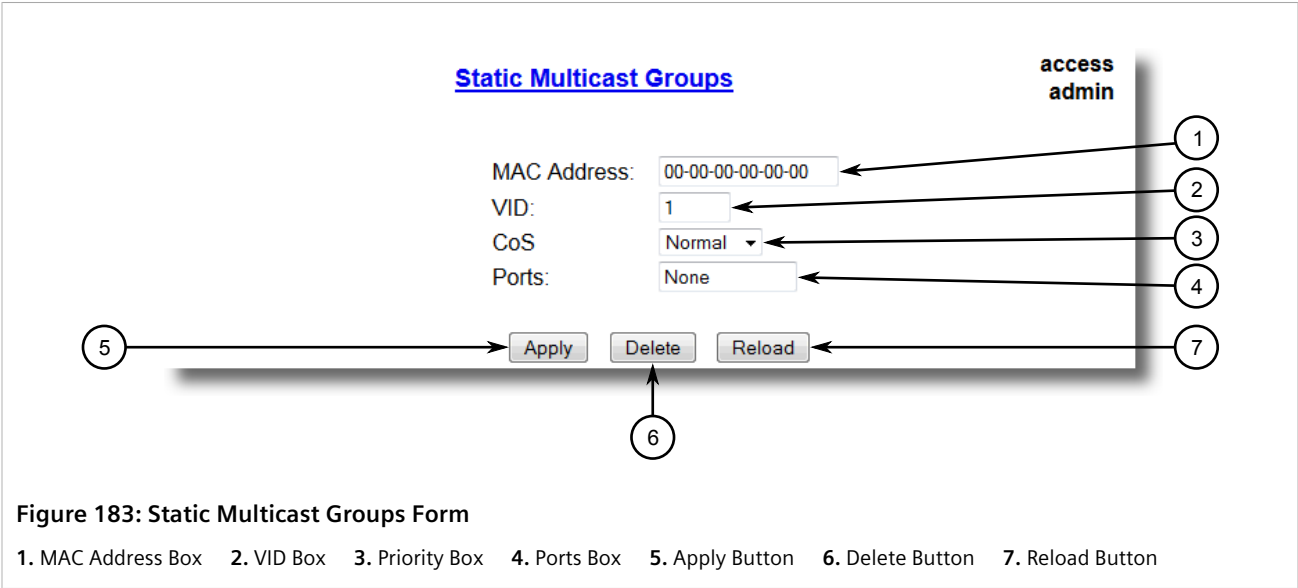 Static Multicast Groups
access
admin
MAC Address: 00-00-00-00-00-00 1
VID: 1 2
CoS Normal 3
Ports: None 4
5 Apply Delete Reload 7
6
Figure 183: Static Multicast Groups Form
1. MAC Address Box 2. VID Box 3. Priority Box 4. Ports Box 5. Apply Button 6. Delete Button 7. Reload Button